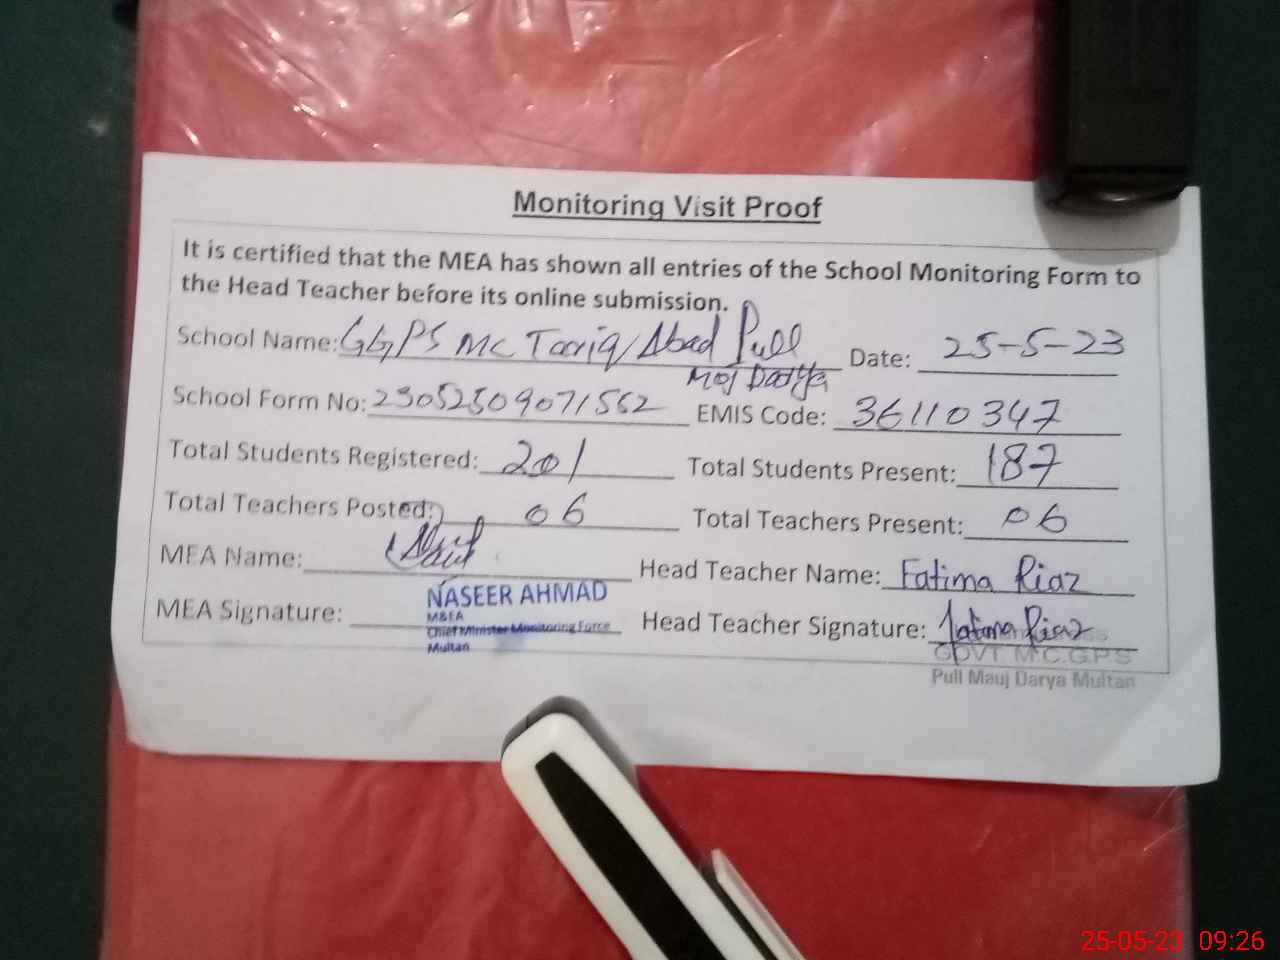 Monitoring Visit Proof
It is certified that the MEA has shown all entries of the School Monitoring Form to
the Head Teacher before its online submission.
School Name: GGPS MC Tariq Abad Pull Date: 25-5-23
Moj Darya
School Form No: 23052509071552 EMIS Code: 36110347
Total Students Registered: 201 Total Students Present: 187
Total Teachers Posted: 06 Total Teachers Present: 06
MEA Name: Head Teacher Name: Fatima Riaz
NASEER AHMAD
MEA Signature: Head Teacher Signature: Fatima Riaz
M&EA
Chief Minister Monitoring Force
Multan
GOVT M.C.G.P.S
Pull Mauj Darya Multan
25-05-23 09:26